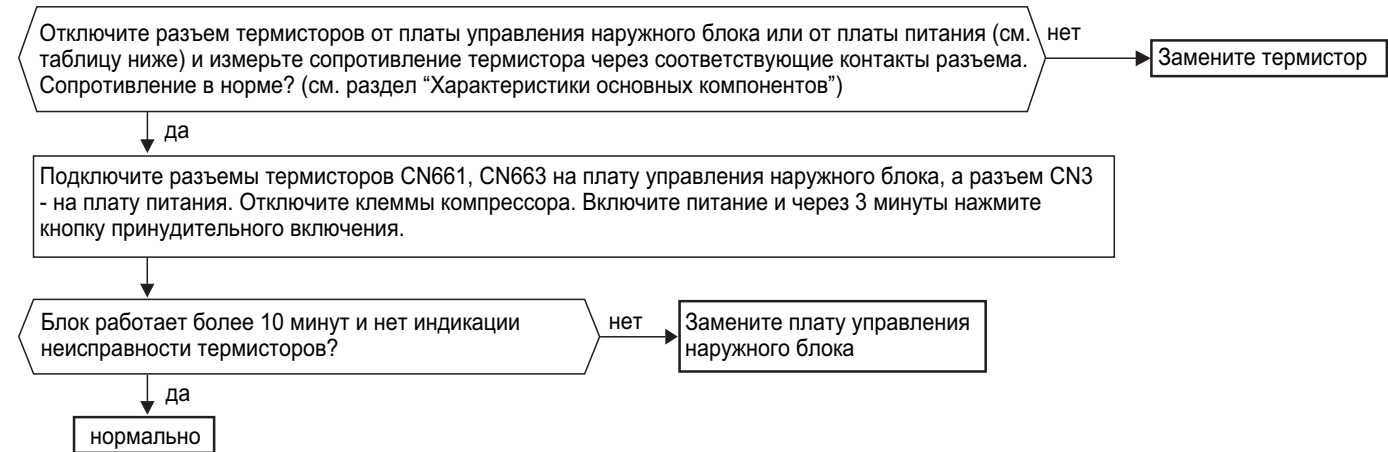 Отключите разъем термисторов от платы управления наружного блока или от платы питания (см.
таблицу ниже) и измерьте сопротивление термистора через соответствующие контакты разъема.
Сопротивление в норме? (см. раздел “Характеристики основных компонентов”)
нет
Замените термистор
да
Подключите разъемы термисторов CN661, CN663 на плату управления наружного блока, а разъем CN3
- на плату питания. Отключите клеммы компрессора. Включите питание и через 3 минуты нажмите
кнопку принудительного включения.
Блок работает более 10 минут и нет индикации
неисправности термисторов?
нет
Замените плату управления
наружного блока
да
нормально